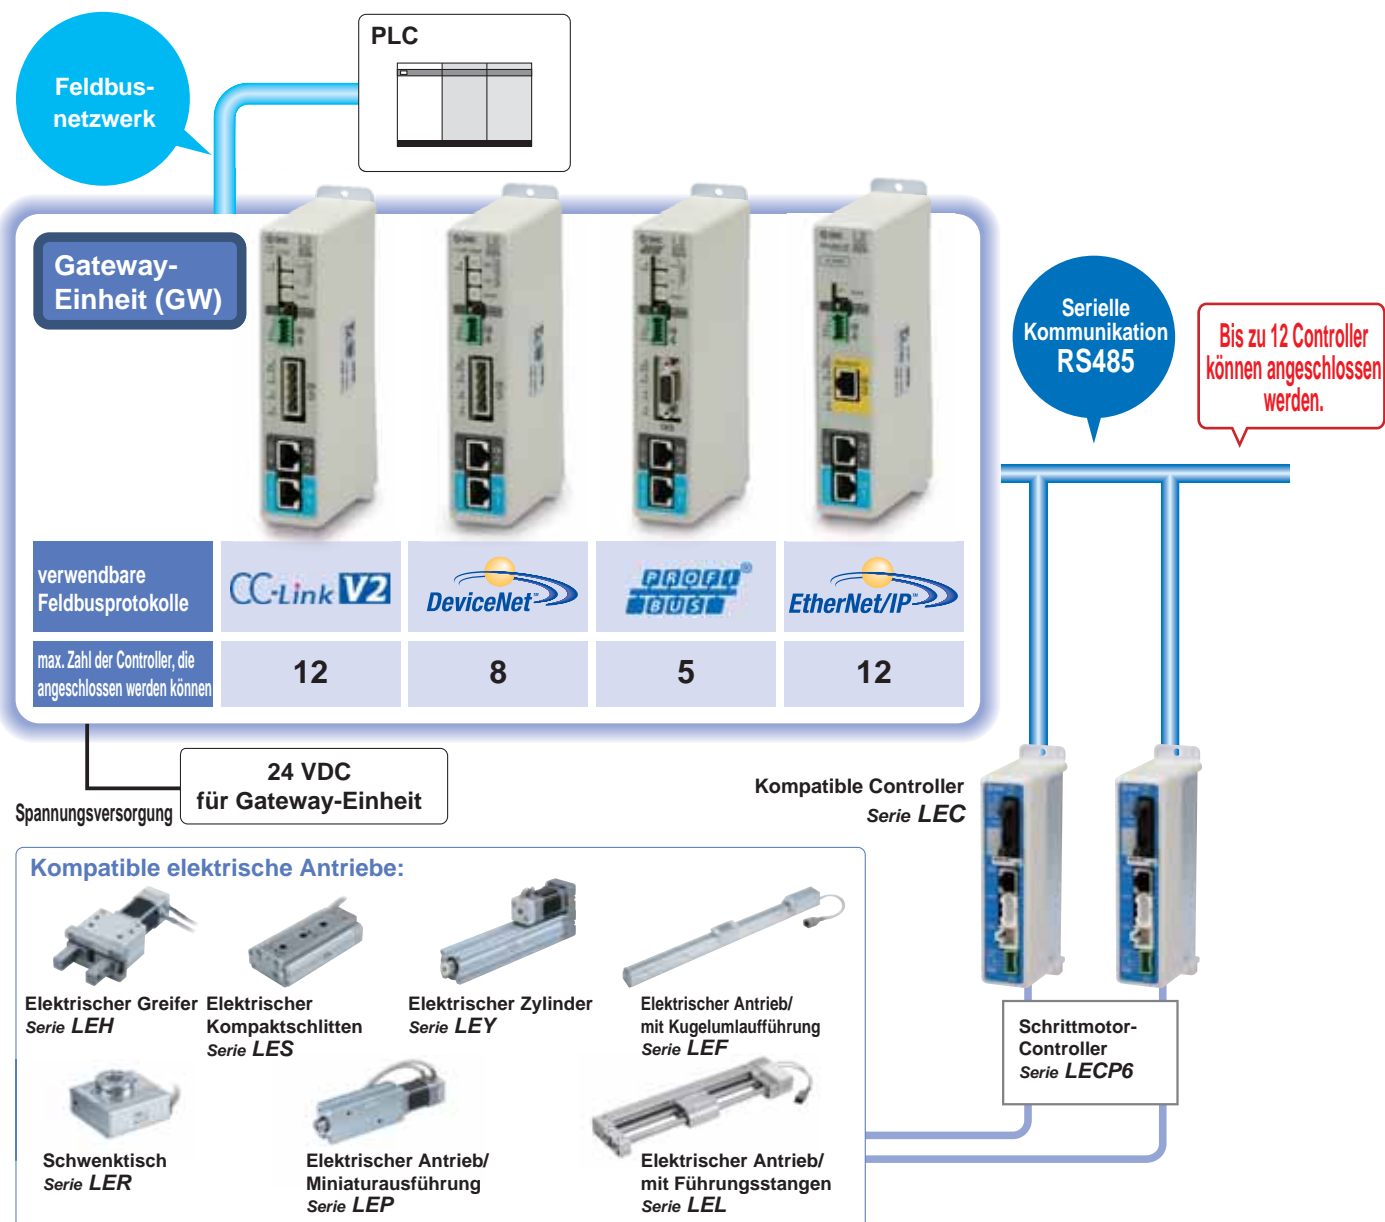 PLC
Feldbus-
netzwerk
Gateway-
Einheit (GW)
Serielle
Kommunikation
RS485
Bis zu 12 Controller
können angeschlossen
werden.
verwendbare
Feldbusprotokolle
CC-Link V2
DeviceNet™
PROFI
BUS®
EtherNet/IP™
max. Zahl der Controller, die
angeschlossen werden können
12
8
5
12
24 VDC
für Gateway-Einheit
Spannungsversorgung
Kompatible Controller
Serie LEC
Kompatible elektrische Antriebe:
Elektrischer Greifer
Serie LEH
Elektrischer
Kompaktschlitten
Serie LES
Elektrischer Zylinder
Serie LEY
Elektrischer Antrieb/
mit Kugelumlaufführung
Serie LEF
Schrittmotor-
Controller
Serie LECP6
Schwenktisch
Serie LER
Elektrischer Antrieb/
Miniaturausführung
Serie LEP
Elektrischer Antrieb/
mit Führungsstangen
Serie LEL